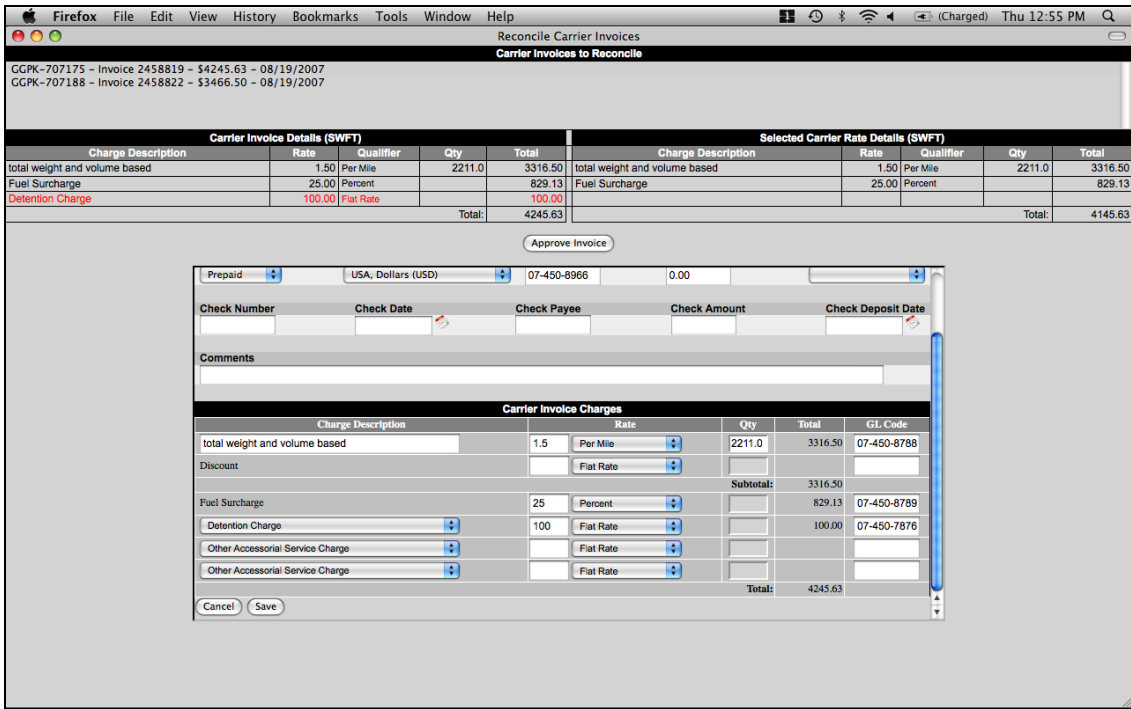 Firefox File Edit View History Bookmarks Tools Window Help 1 (Charged) Thu 12:55 PM
Reconcile Carrier Invoices
Carrier Invoices to Reconcile
GGPK-707175 - Invoice 2458819 - $4245.63 - 08/19/2007
GGPK-707188 - Invoice 2458822 - $3466.50 - 08/19/2007
Carrier Invoice Details (SWFT) Selected Carrier Rate Details (SWFT)
Charge Description Rate Qualifier Qty Total Charge Description Rate Qualifier Qty Total
total weight and volume based 1.50 Per Mile 2211.0 3316.50 total weight and volume based 1.50 Per Mile 2211.0 3316.50
Fuel Surcharge 25.00 Percent 829.13 Fuel Surcharge 25.00 Percent 829.13
Detention Charge 100.00 Flat Rate 100.00
Total: 4245.63 Total: 4145.63
Approve Invoice
Prepaid USA, Dollars (USD) 07-450-8966 0.00
Check Number Check Date Check Payee Check Amount Check Deposit Date
Comments
Carrier Invoice Charges
Charge Description Rate Qty Total GL Code
total weight and volume based 1.5 Per Mile 2211.0 3316.50 07-450-8788
Discount Flat Rate
Subtotal: 3316.50
Fuel Surcharge 25 Percent 829.13 07-450-8789
Detention Charge 100 Flat Rate 100.00 07-450-7876
Other Accessorial Service Charge Flat Rate
Other Accessorial Service Charge Flat Rate
Total: 4245.63
Cancel Save